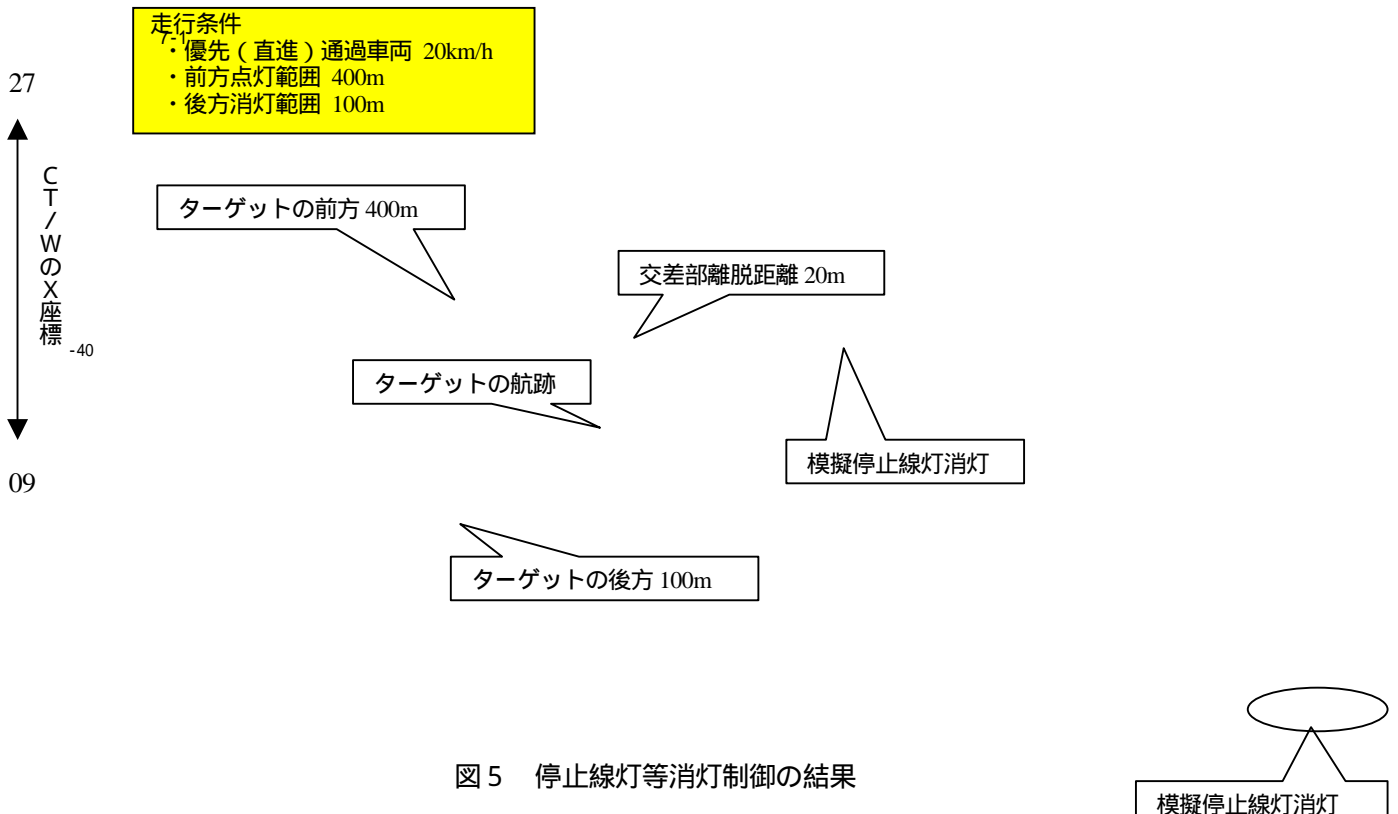 走行条件
7-1
・優先(直進)通過車両 20km/h
・前方点灯範囲 400m
・後方消灯範囲 100m
27
CT/WのX座標
-40
09
ターゲットの前方 400m
交差部離脱距離 20m
ターゲットの航跡
模擬停止線灯消灯
ターゲットの後方 100m
図5 停止線灯等消灯制御の結果
模擬停止線灯消灯